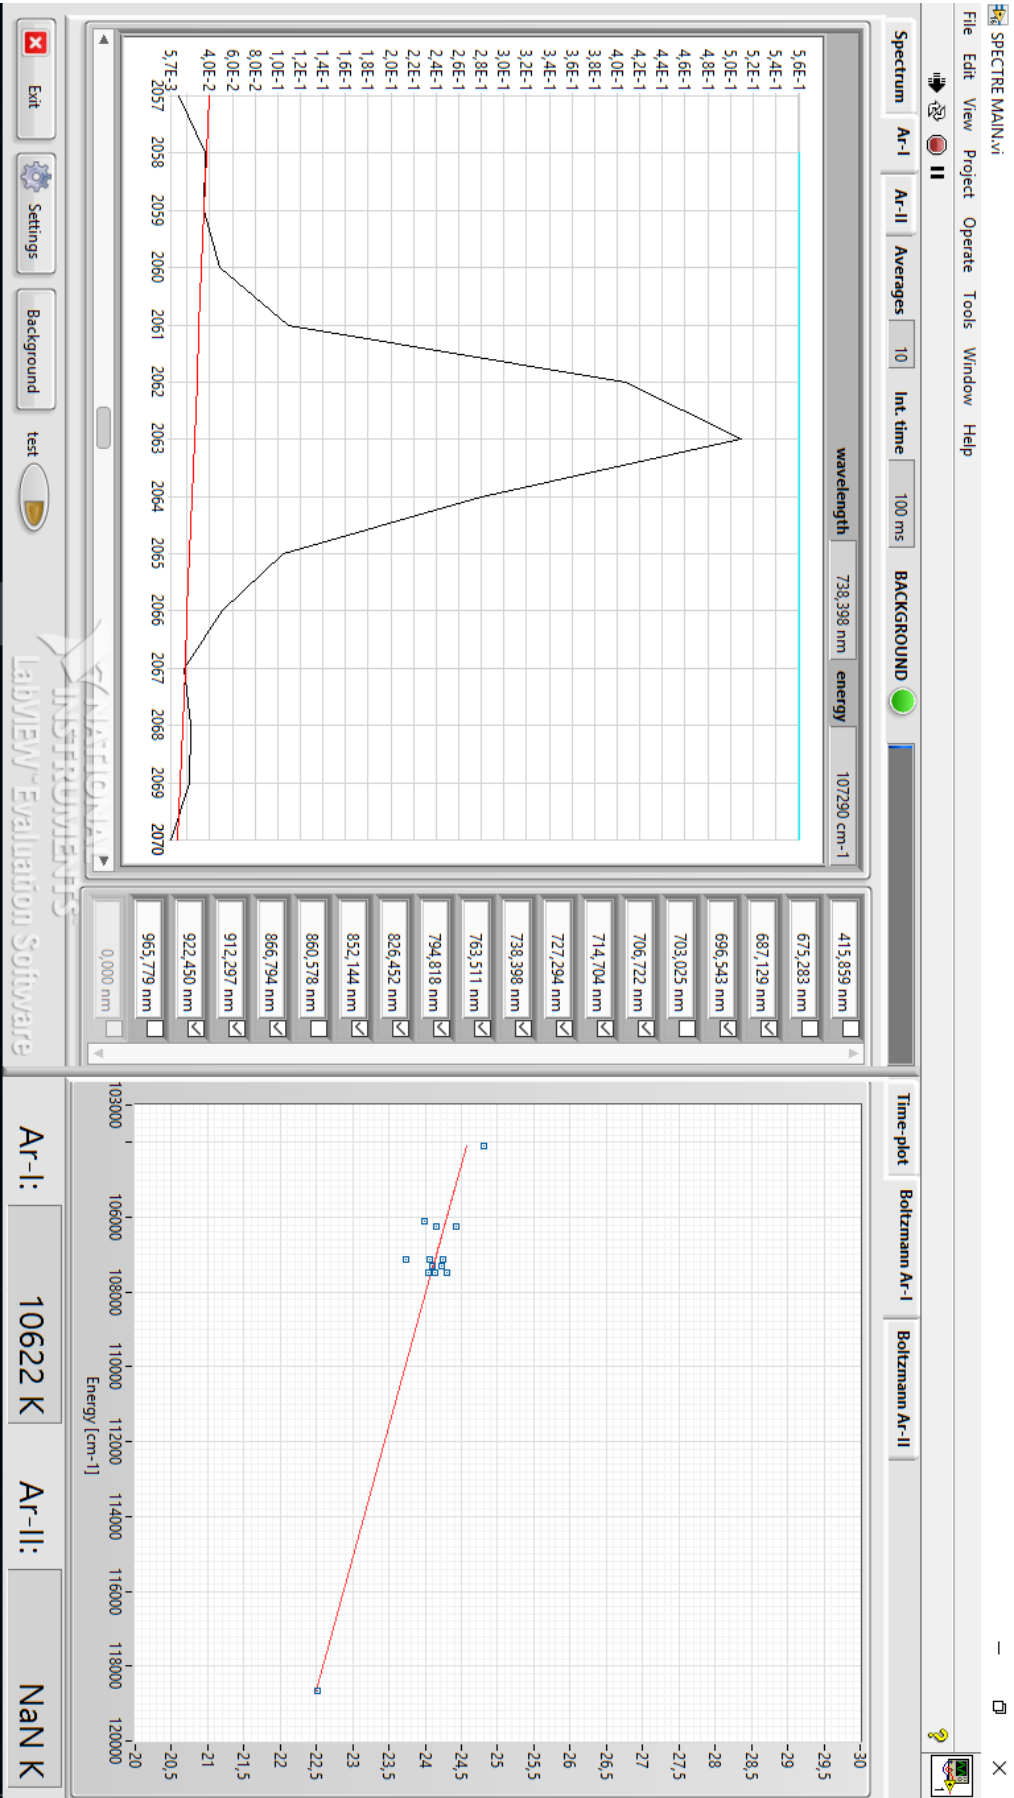 SPECTRE MAIN.vi
File Edit View Project Operate Tools Window Help
Spectrum Ar-I Ar-II Averages 10 Int. time 100 ms BACKGROUND
wavelength 738,398 nm energy 107290 cm-1
5,6E-1
5,4E-1
5,2E-1
5,0E-1
4,8E-1
4,6E-1
4,4E-1
4,2E-1
4,0E-1
3,8E-1
3,6E-1
3,4E-1
3,2E-1
3,0E-1
2,8E-1
2,6E-1
2,4E-1
2,2E-1
2,0E-1
1,8E-1
1,6E-1
1,4E-1
1,2E-1
1,0E-1
8,0E-2
6,0E-2
4,0E-2
5,7E-3
2057 2058 2059 2060 2061 2062 2063 2064 2065 2066 2067 2068 2069 2070
415,859 nm
675,283 nm
687,129 nm
696,543 nm
703,025 nm
706,722 nm
714,704 nm
727,294 nm
738,398 nm
763,511 nm
794,818 nm
826,452 nm
852,144 nm
860,578 nm
866,794 nm
912,297 nm
922,450 nm
965,779 nm
0,000 nm
Exit Settings Background test
NATIONAL
INSTRUMENTS
LabVIEW™ Evaluation Software
Time-plot Boltzmann Ar-I Boltzmann Ar-II
30
29,5
29
28,5
28
27,5
27
26,5
26
25,5
25
24,5
24
23,5
23
22,5
22
21,5
21
20,5
20
103000 106000 108000 110000 112000 114000 116000 118000 120000
Energy [cm-1]
Ar-I: 10622 K Ar-II: NaN K